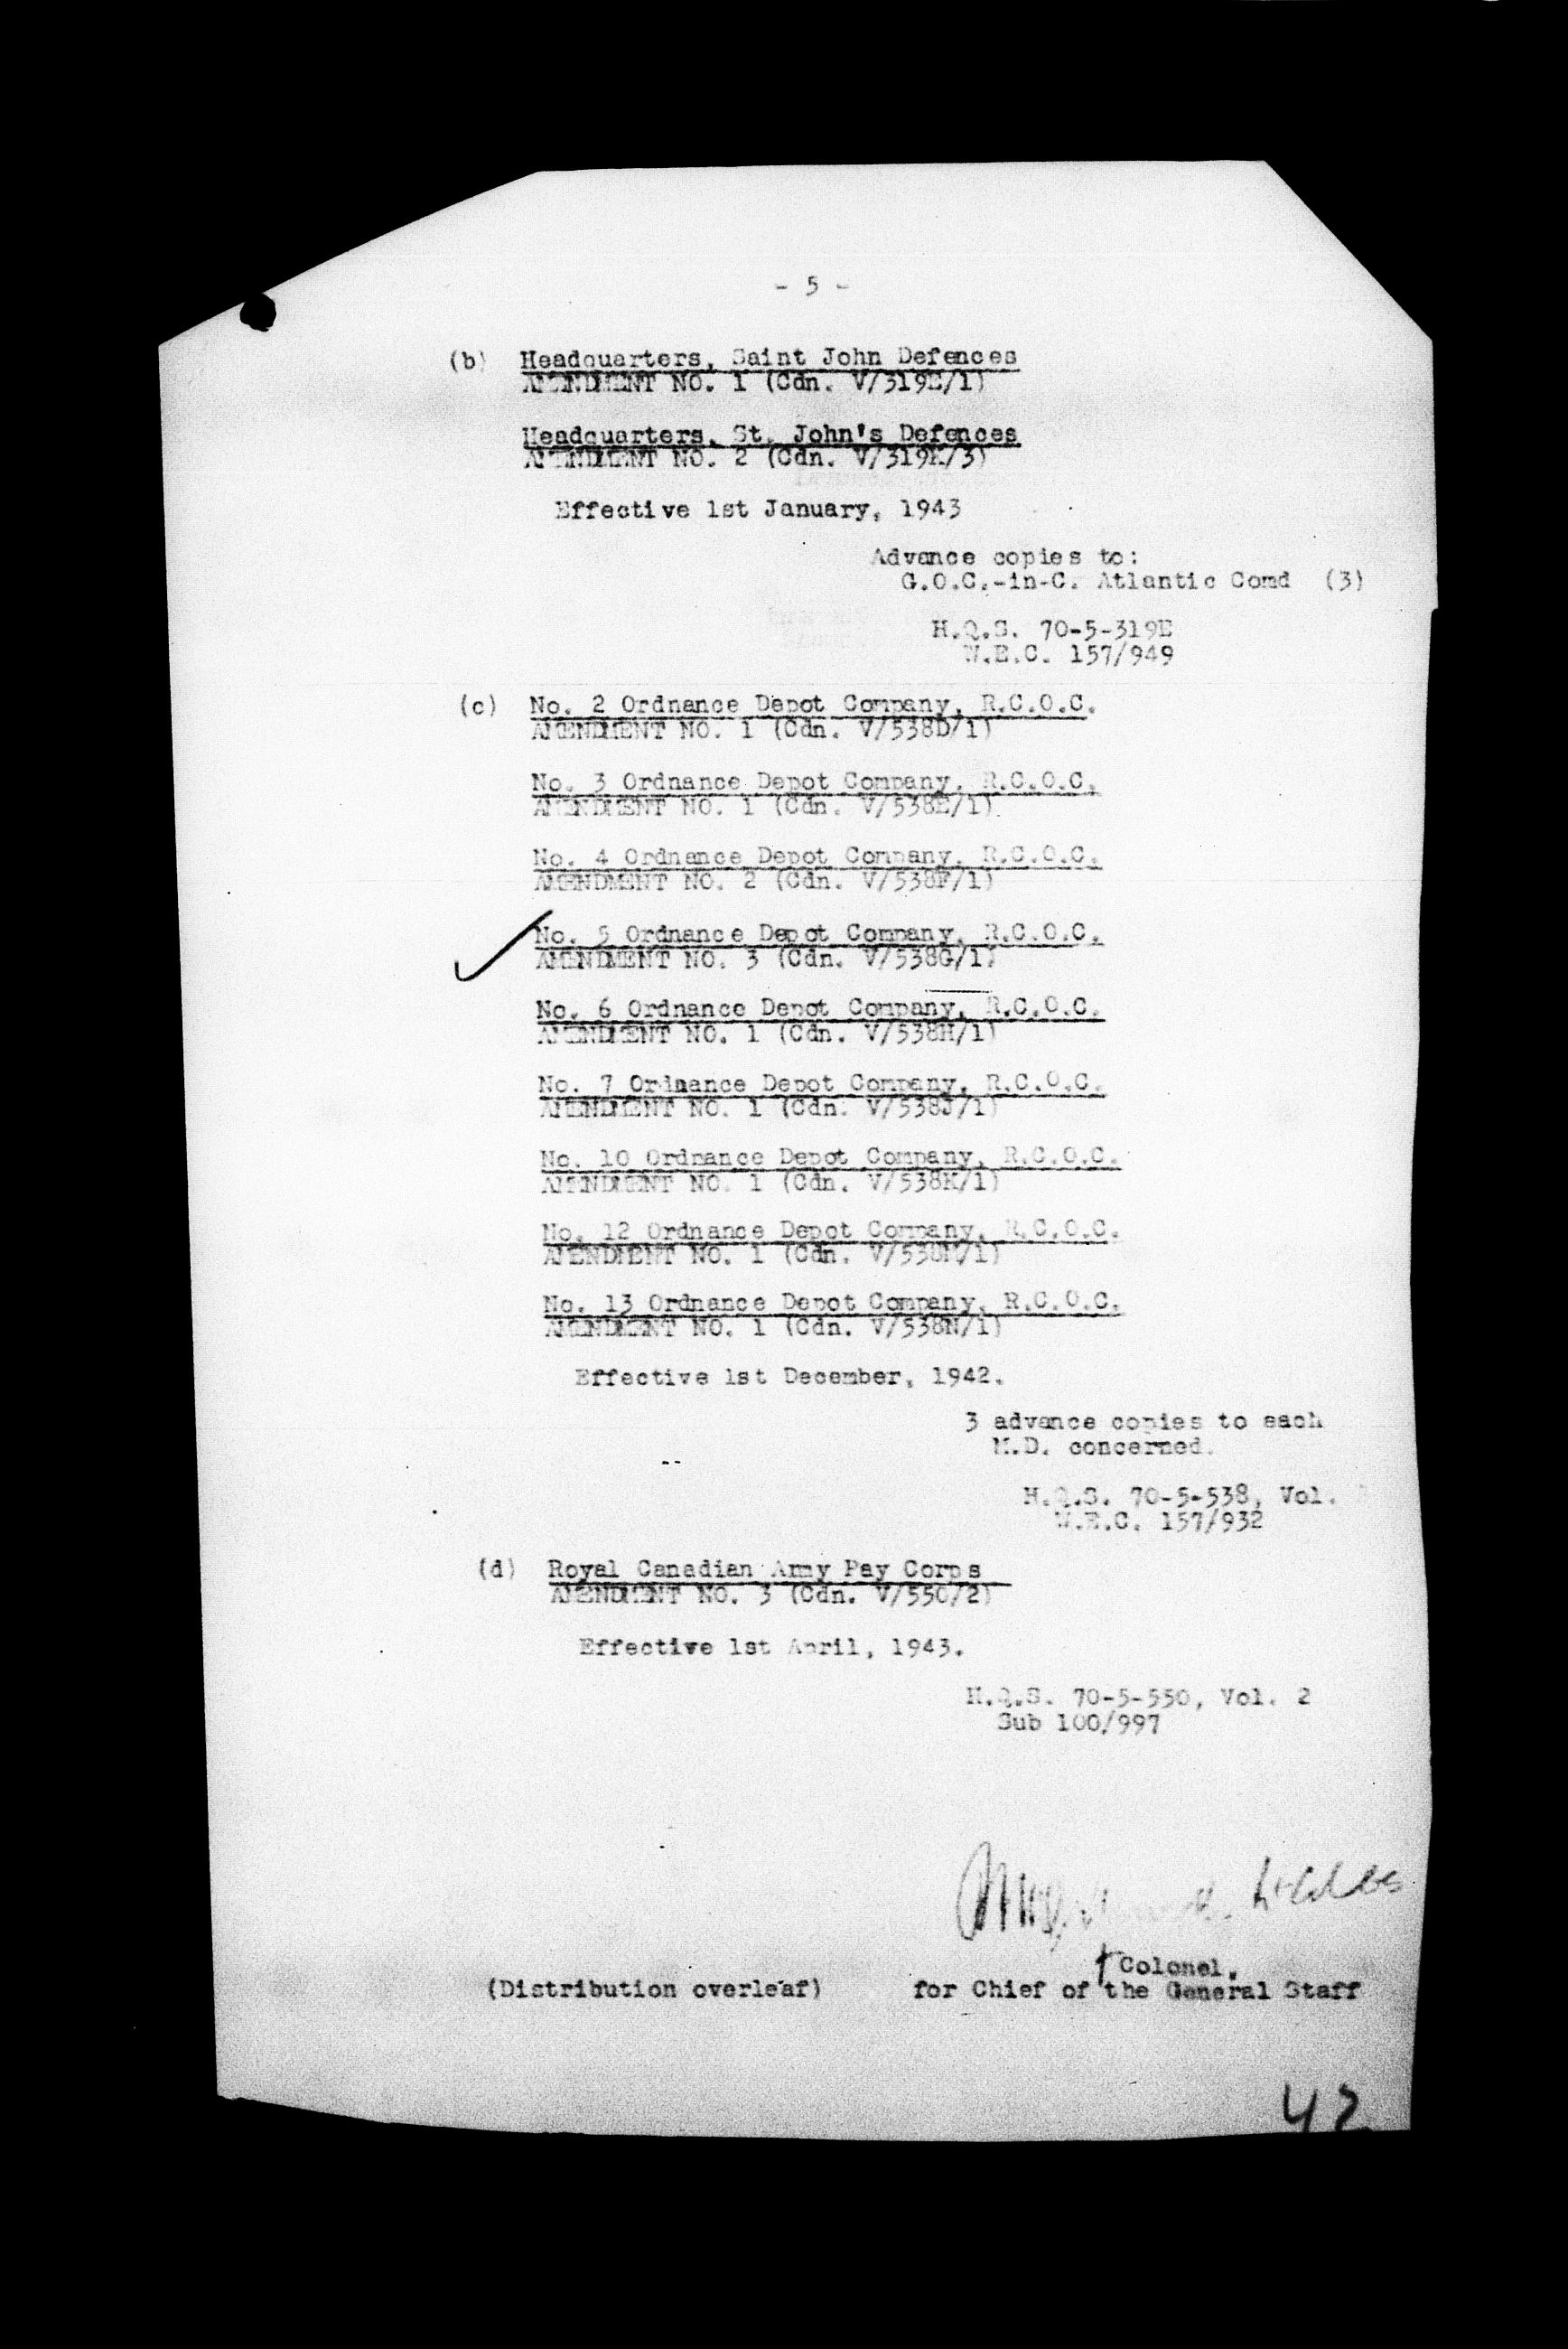 - 5 -
(b) Headquarters, Saint John Defences
AMENDMENT NO. 1 (Cdn. V/319E/1)
Headquarters, St. John's Defences
AMENDMENT NO. 2 (Cdn. V/319E/3)
Effective 1st January, 1943
Advance copies to:
G.O.C.-in-C. Atlantic Comd (3)
H.Q.S. 70-5-319E
W.E.C. 157/949
(c) No. 2 Ordnance Depot Company, R.C.O.C.
AMENDMENT NO. 1 (Cdn. V/538D/1)
No. 3 Ordnance Depot Company, R.C.O.C.
AMENDMENT NO. 1 (Cdn. V/538E/1)
No. 4 Ordnance Depot Company, R.C.O.C.
AMENDMENT NO. 2 (Cdn. V/538F/1)
No. 5 Ordnance Depot Company, R.C.O.C.
AMENDMENT NO. 3 (Cdn. V/538G/1)
No. 6 Ordnance Depot Company, R.C.O.C.
AMENDMENT NO. 1 (Cdn. V/538H/1)
No. 7 Ordnance Depot Company, R.C.O.C.
AMENDMENT NO. 1 (Cdn. V/538J/1)
No. 10 Ordnance Depot Company, R.C.O.C.
AMENDMENT NO. 1 (Cdn. V/538K/1)
No. 12 Ordnance Depot Company, R.C.O.C.
AMENDMENT NO. 1 (Cdn. V/538M/1)
No. 13 Ordnance Depot Company, R.C.O.C.
AMENDMENT NO. 1 (Cdn. V/538N/1)
Effective 1st December, 1942.
3 advance copies to each
M.D. concerned.
H.Q.S. 70-5-538, Vol.
W.E.C. 157/932
(d) Royal Canadian Army Pay Corps
AMENDMENT NO. 3 (Cdn. V/550/2)
Effective 1st April, 1943.
H.Q.S. 70-5-550, Vol. 2
Sub 100/997
Colonel,
(Distribution overleaf) for Chief of the General Staff
42